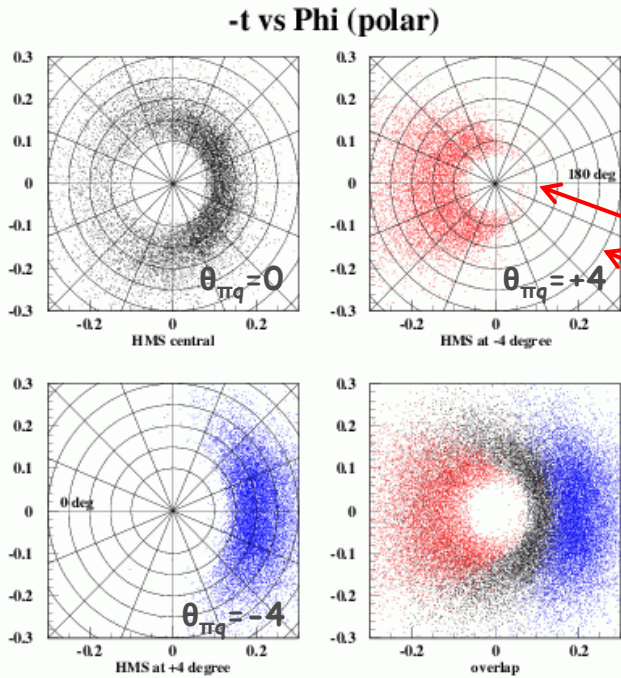 -t vs Phi (polar)
0.3
0.2
0.1
0
-0.1
-0.2
-0.3
θπq=0
-0.2 0 0.2
HMS central
0.3
0.2
0.1
0
-0.1
-0.2
-0.3
180 deg
θπq=+4
-0.2 0 0.2
HMS at -4 degree
0.3
0.2
0.1
0
-0.1
-0.2
-0.3
0 deg
θπq=-4
-0.2 0 0.2
HMS at +4 degree
0.3
0.2
0.1
0
-0.1
-0.2
-0.3
-0.2 0 0.2
overlap